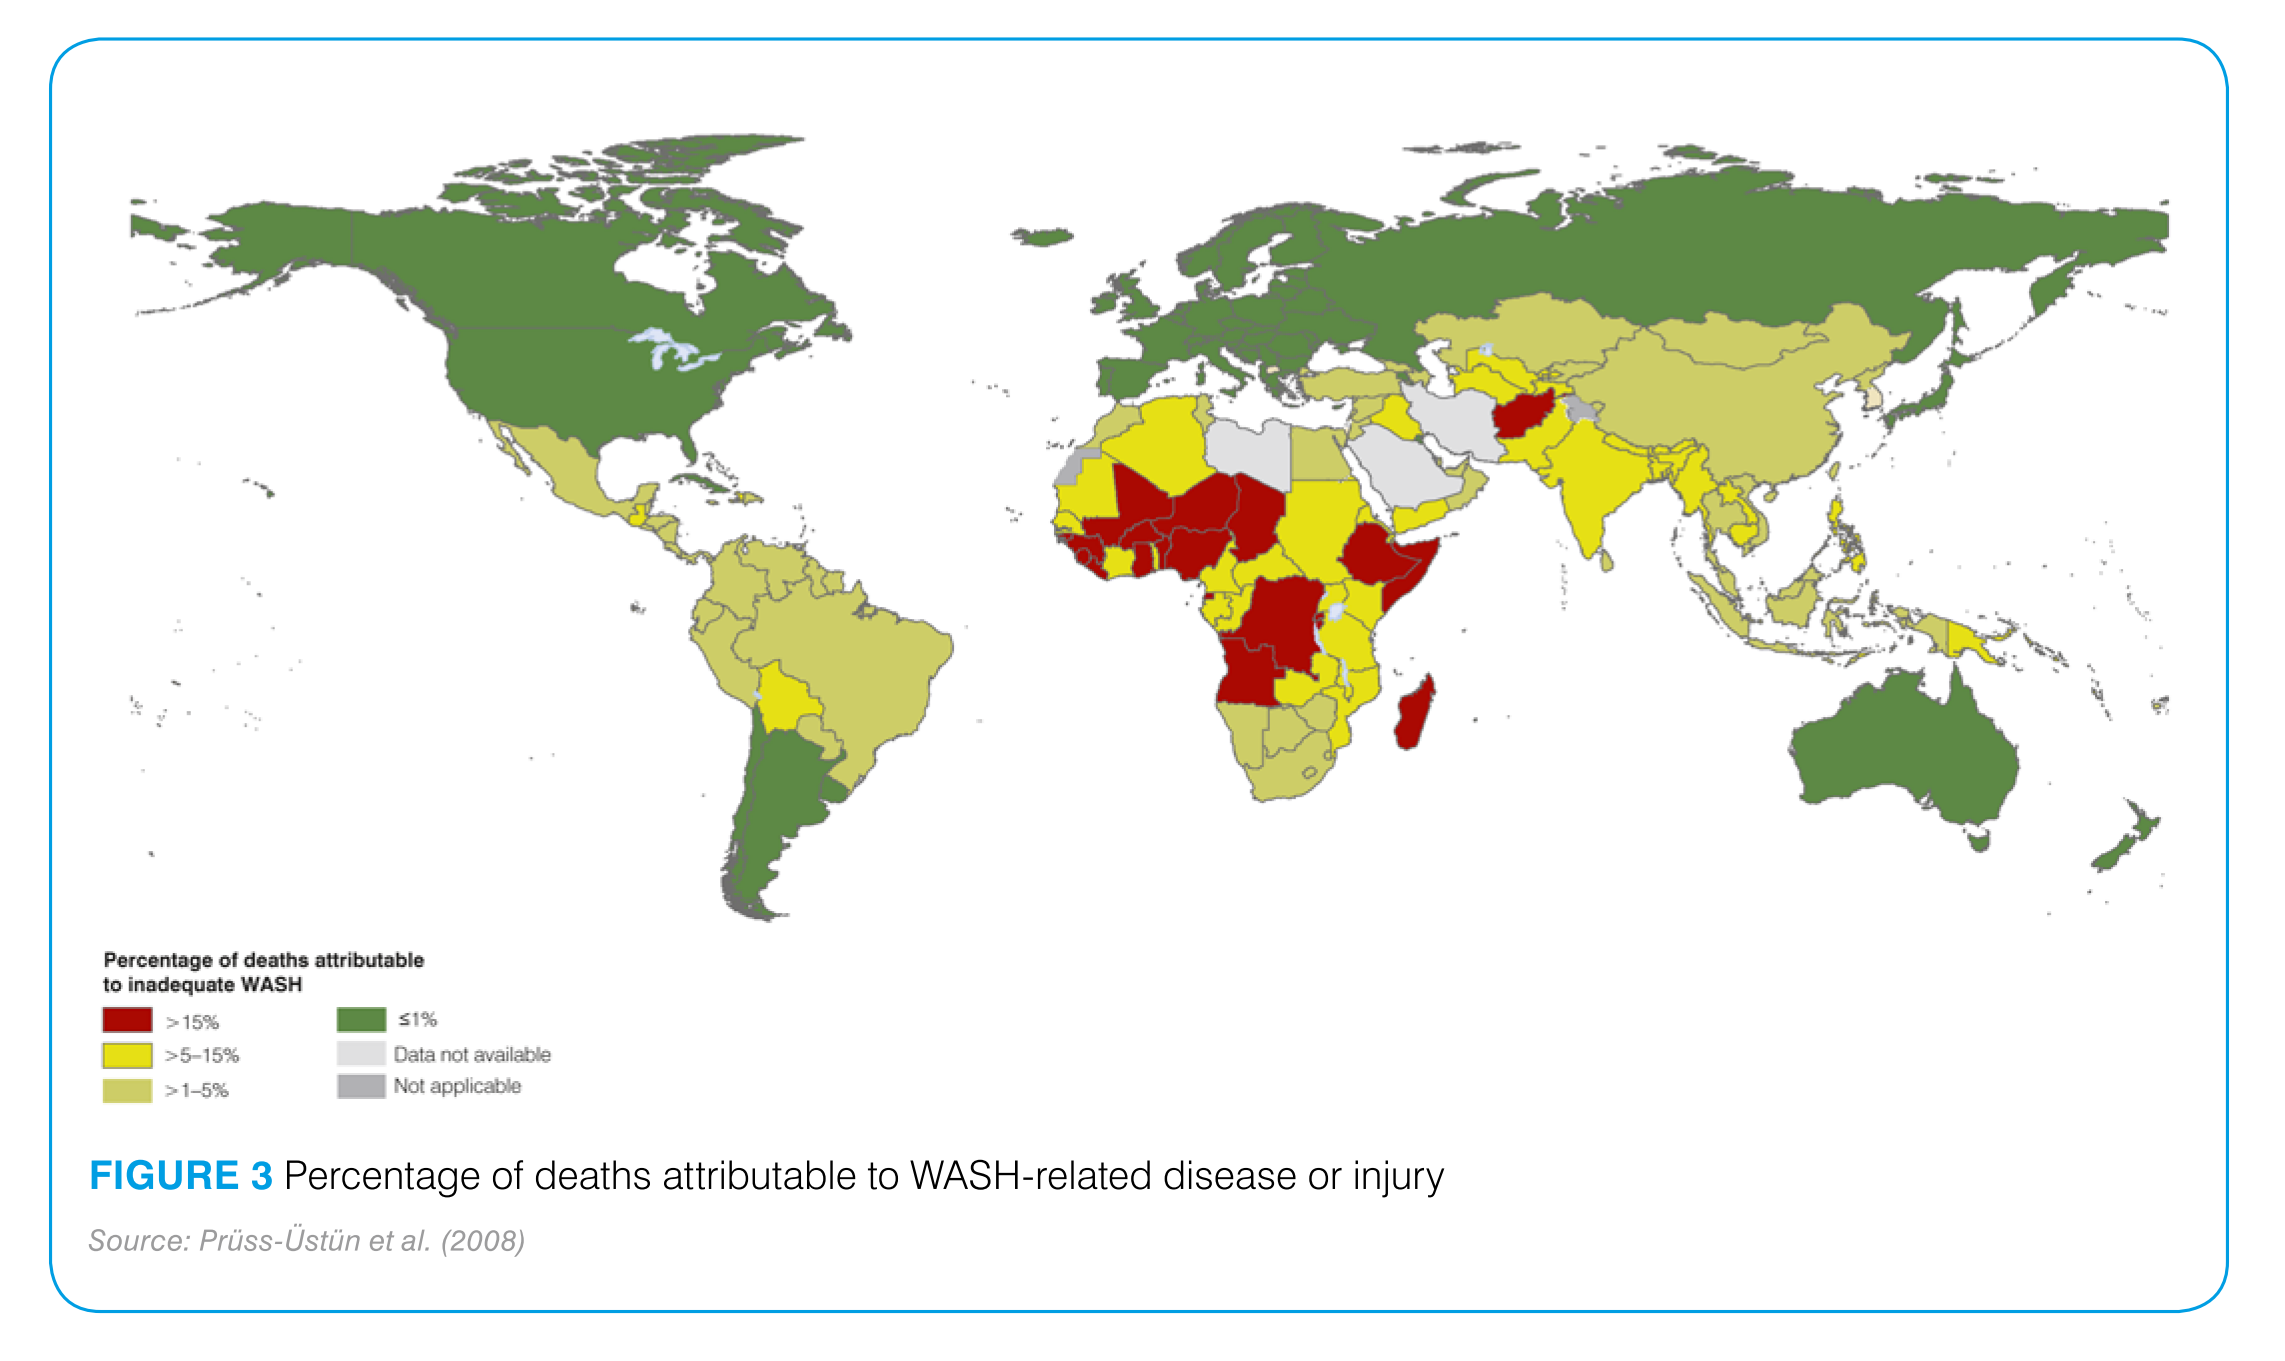 Percentage of deaths attributable
to inadequate WASH
>15%
>5–15%
>1–5%
≤1%
Data not available
Not applicable
FIGURE 3 Percentage of deaths attributable to WASH-related disease or injury
Source: Prüss-Üstün et al. (2008)